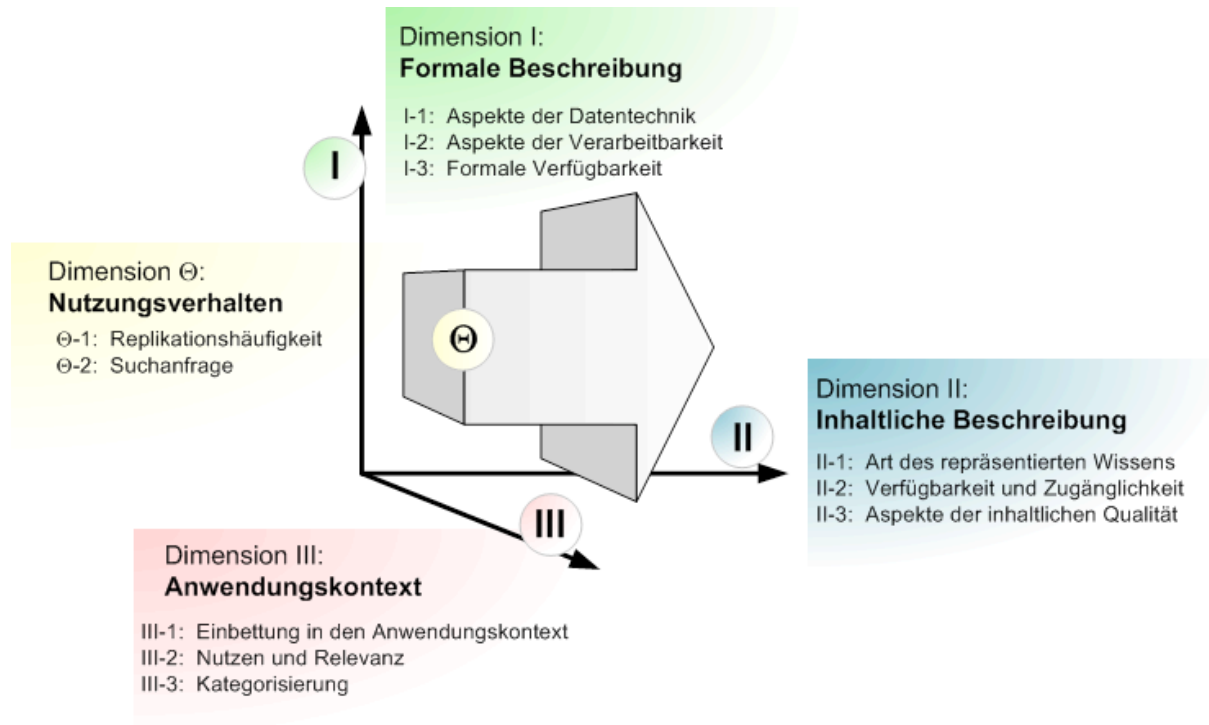 Dimension I:
Formale Beschreibung
I-1: Aspekte der Datentechnik
I-2: Aspekte der Verarbeitbarkeit
I-3: Formale Verfügbarkeit
I
Dimension Θ:
Nutzungsverhalten
Θ-1: Replikationshäufigkeit
Θ-2: Suchanfrage
Θ
Dimension II:
Inhaltliche Beschreibung
II-1: Art des repräsentierten Wissens
II-2: Verfügbarkeit und Zugänglichkeit
II-3: Aspekte der inhaltlichen Qualität
II
III
Dimension III:
Anwendungskontext
III-1: Einbettung in den Anwendungskontext
III-2: Nutzen und Relevanz
III-3: Kategorisierung